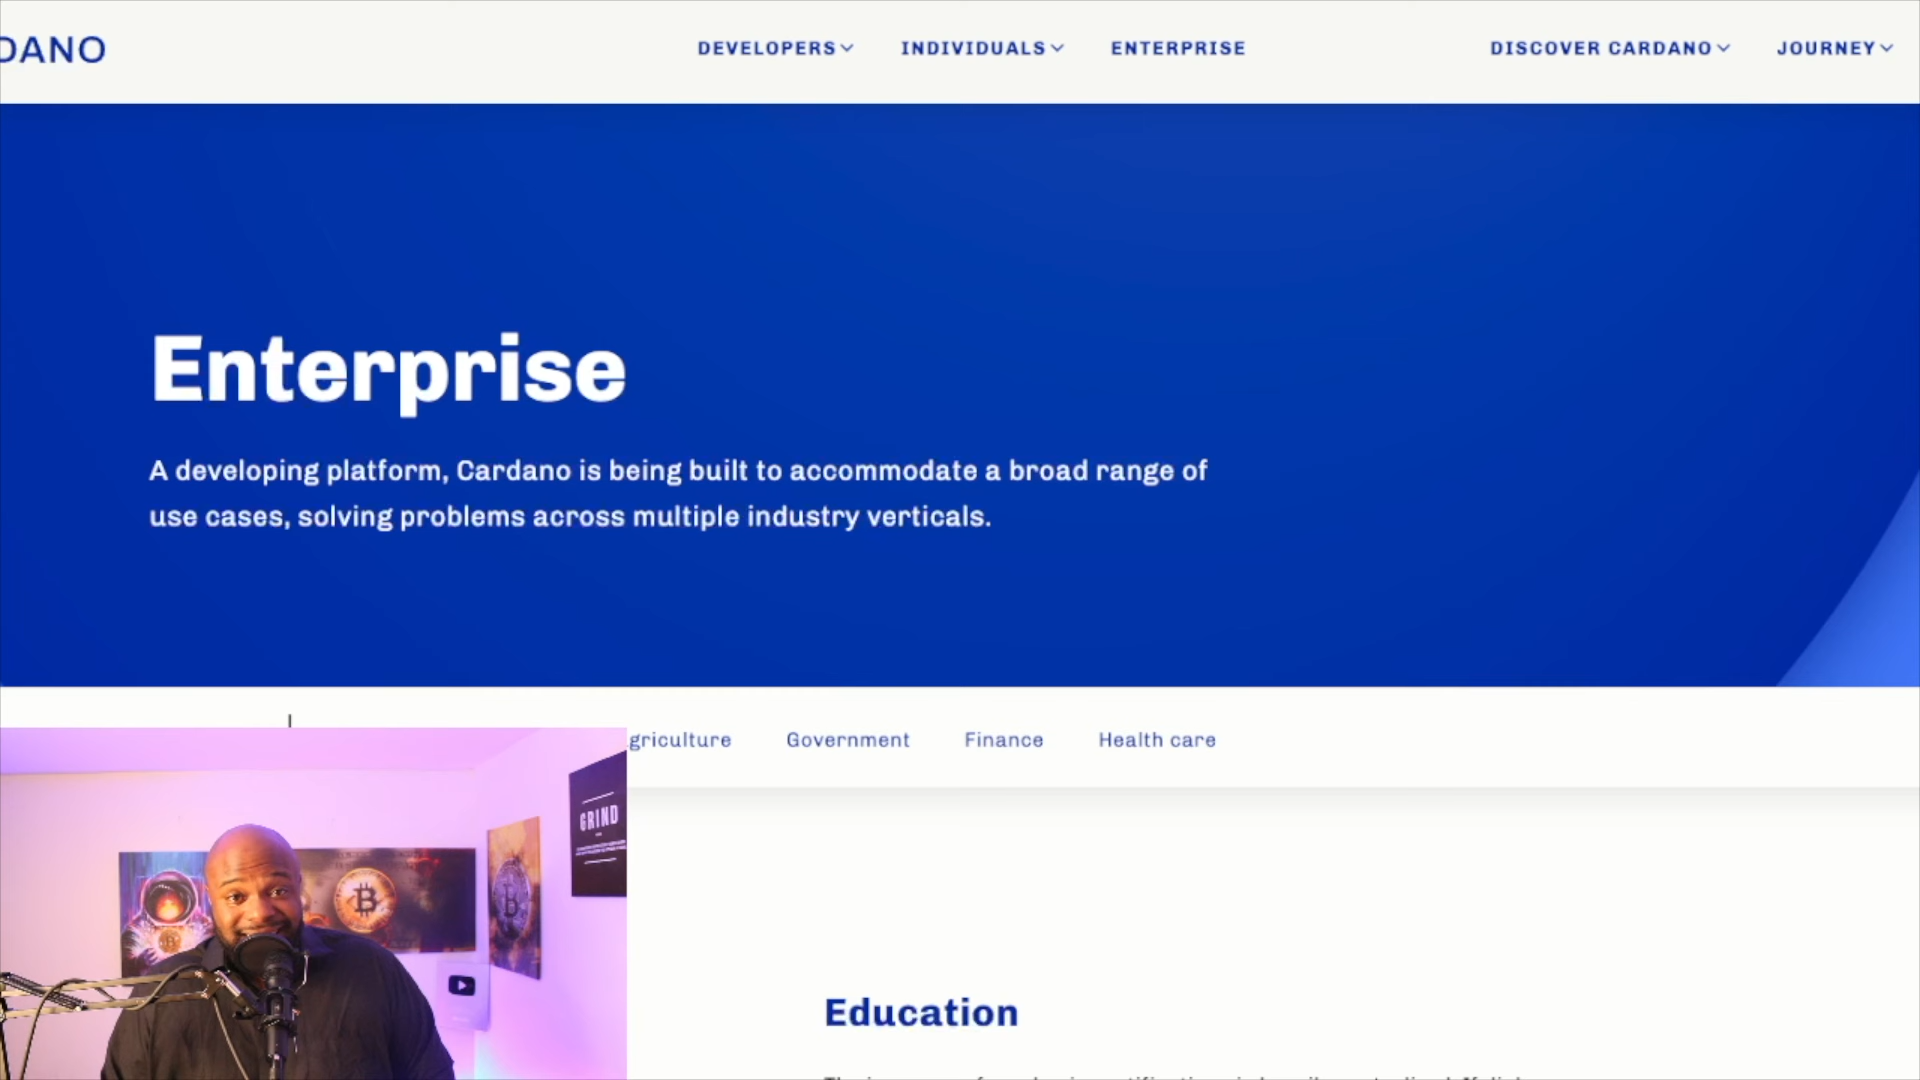 DANO
DEVELOPERS INDIVIDUALS ENTERPRISE DISCOVER CARDANO JOURNEY
Enterprise
A developing platform, Cardano is being built to accommodate a broad range of
use cases, solving problems across multiple industry verticals.
griculture Government Finance Health care
GRIND
Education